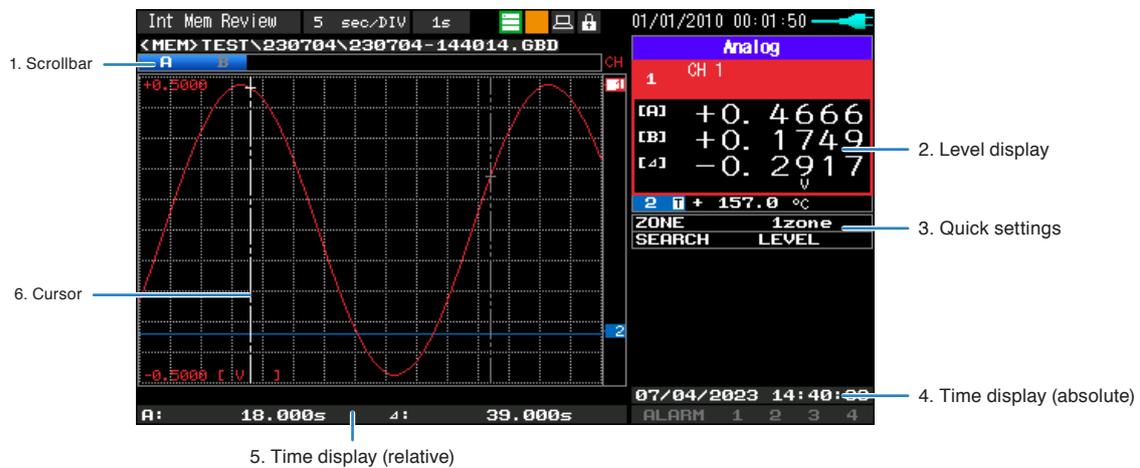 Int Mem Review 5 sec/DIV 1s 01/01/2010 00:01:50
<MEM>TEST\230704\230704-144014.GBD
A B CH
+0.5000
1
-0.5000 [ V ]
2
A: 18.000s ⊿: 39.000s
Analog
1 CH 1
[A] +0. 4666
[B] +0. 1749
[⊿] -0. 2917
V
2 T + 157.0 °C
ZONE 1zone
SEARCH LEVEL
07/04/2023 14:40:
ALARM 1 2 3 4
1. Scrollbar
2. Level display
3. Quick settings
4. Time display (absolute)
5. Time display (relative)
6. Cursor